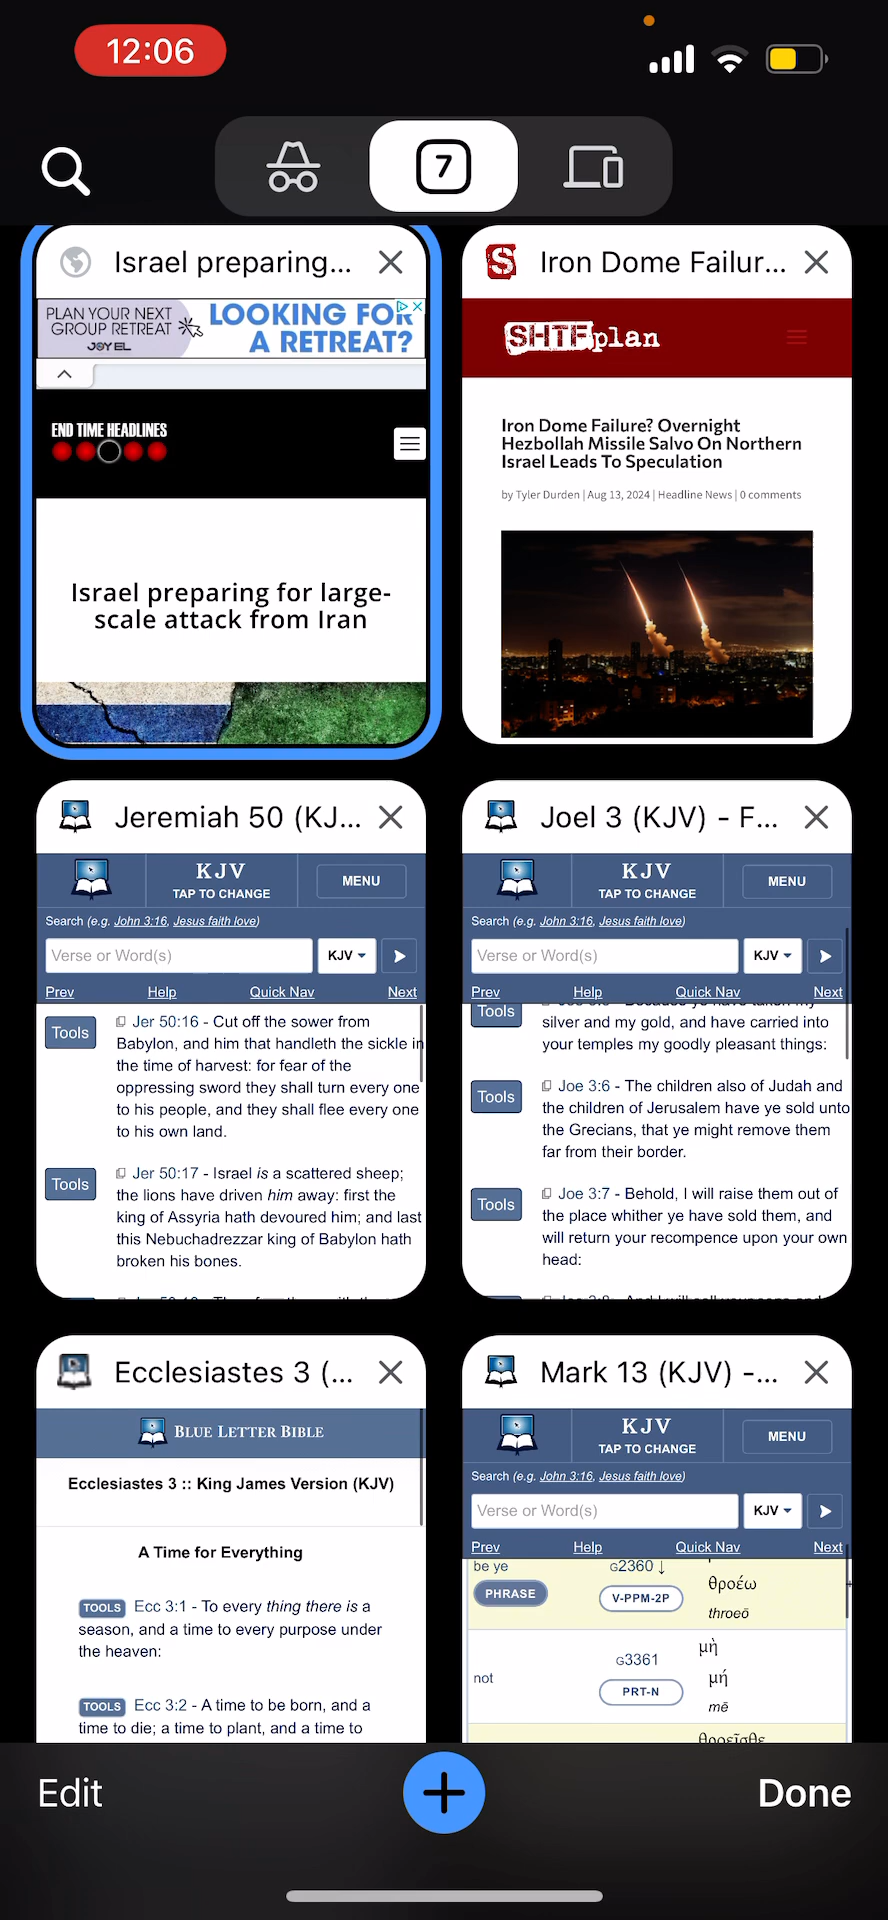 12:06
7
Israel preparing...
PLAN YOUR NEXT
GROUP RETREAT
JOYEL
LOOKING FOR
A RETREAT?
END TIME HEADLINES
Israel preparing for large-
scale attack from Iran
Iron Dome Failur...
S
SHTFplan
Iron Dome Failure? Overnight
Hezbollah Missile Salvo On Northern
Israel Leads To Speculation
by Tyler Durden | Aug 13, 2024 | Headline News | 0 comments
Jeremiah 50 (KJ...
KJV
TAP TO CHANGE
MENU
Search (e.g. John 3:16, Jesus faith love)
Verse or Word(s)
KJV
Prev Help Quick Nav Next
Tools
Jer 50:16 - Cut off the sower from
Babylon, and him that handleth the sickle in
the time of harvest: for fear of the
oppressing sword they shall turn every one
to his people, and they shall flee every one
to his own land.
Tools
Jer 50:17 - Israel is a scattered sheep;
the lions have driven him away: first the
king of Assyria hath devoured him; and last
this Nebuchadrezzar king of Babylon hath
broken his bones.
Joel 3 (KJV) - F...
KJV
TAP TO CHANGE
MENU
Search (e.g. John 3:16, Jesus faith love)
Verse or Word(s)
KJV
Prev Help Quick Nav Next
Tools
silver and my gold, and have carried into
your temples my goodly pleasant things:
Tools
Joe 3:6 - The children also of Judah and
the children of Jerusalem have ye sold unto
the Grecians, that ye might remove them
far from their border.
Tools
Joe 3:7 - Behold, I will raise them out of
the place whither ye have sold them, and
will return your recompence upon your own
head:
Ecclesiastes 3 (...
BLUE LETTER BIBLE
Ecclesiastes 3 :: King James Version (KJV)
A Time for Everything
TOOLS Ecc 3:1 - To every thing there is a
season, and a time to every purpose under
the heaven:
TOOLS Ecc 3:2 - A time to be born, and a
time to die; a time to plant, and a time to
Mark 13 (KJV) -...
KJV
TAP TO CHANGE
MENU
Search (e.g. John 3:16, Jesus faith love)
Verse or Word(s)
KJV
Prev Help Quick Nav Next
be ye
PHRASE
G2360 ↓
V-PPM-2P
θροέω
throeō
not
G3361
PRT-N
μὴ
μή
mē
θροεῖσθε
Edit
Done